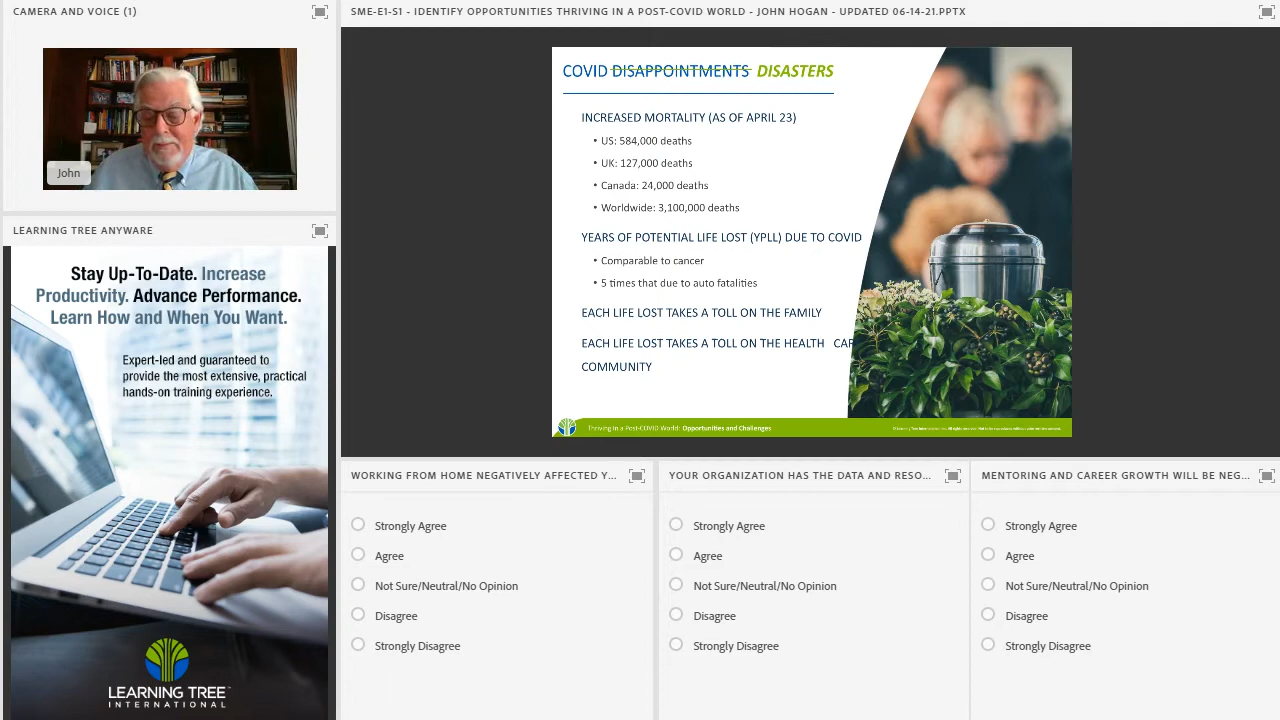 CAMERA AND VOICE (1)
John
LEARNING TREE ANYWARE
Stay Up-To-Date. Increase
Productivity. Advance Performance.
Learn How and When You Want.
Expert-led and guaranteed to
provide the most extensive, practical
hands-on training experience.
LEARNING TREE
INTERNATIONAL
SME-E1-S1 - IDENTIFY OPPORTUNITIES THRIVING IN A POST-COVID WORLD - JOHN HOGAN - UPDATED 06-14-21.PPTX
COVID DISAPPOINTMENTS DISASTERS
INCREASED MORTALITY (AS OF APRIL 23)
• US: 584,000 deaths
• UK: 127,000 deaths
• Canada: 24,000 deaths
• Worldwide: 3,100,000 deaths
YEARS OF POTENTIAL LIFE LOST (YPLL) DUE TO COVID
• Comparable to cancer
• 5 times that due to auto fatalities
EACH LIFE LOST TAKES A TOLL ON THE FAMILY
EACH LIFE LOST TAKES A TOLL ON THE HEALTH CAR
COMMUNITY
Thriving In a Post-COVID World: Opportunities and Challenges
WORKING FROM HOME NEGATIVELY AFFECTED Y...
Strongly Agree
Agree
Not Sure/Neutral/No Opinion
Disagree
Strongly Disagree
YOUR ORGANIZATION HAS THE DATA AND RESO...
Strongly Agree
Agree
Not Sure/Neutral/No Opinion
Disagree
Strongly Disagree
MENTORING AND CAREER GROWTH WILL BE NEG...
Strongly Agree
Agree
Not Sure/Neutral/No Opinion
Disagree
Strongly Disagree